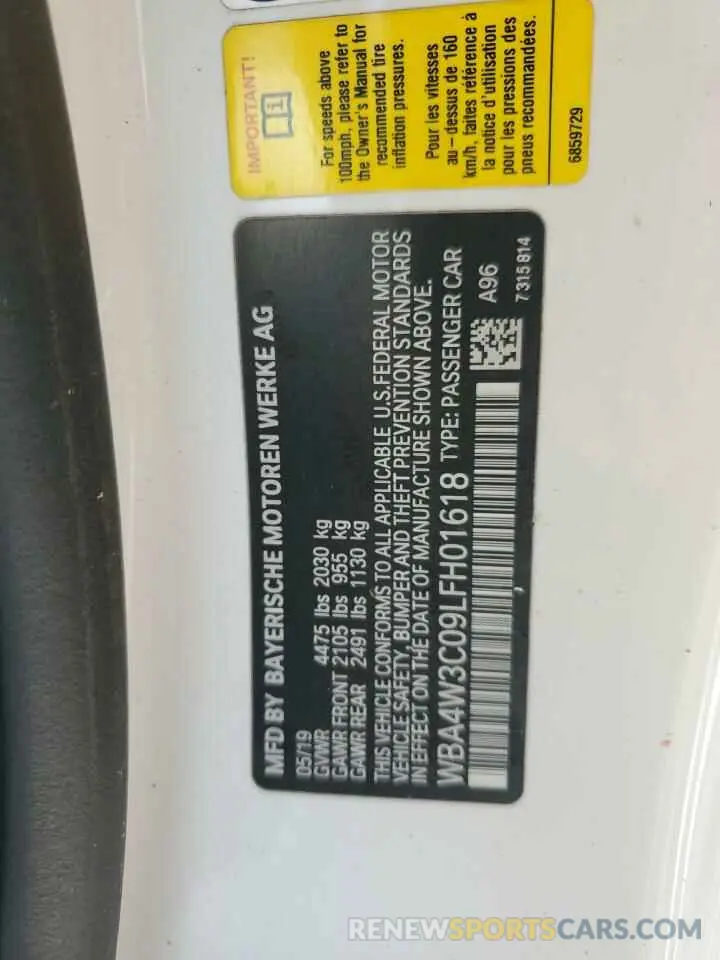 IMPORTANT!
For speeds above
100mph, please refer to
the Owner's Manual for
recommended tire
inflation pressures.
Pour les vitesses
au-dessus de 160
km/h, faites référence à
la notice d'utilisation
pour les pressions des
pneus recommandées.
6859729
MFD BY BAYERISCHE MOTOREN WERKE AG
05/19
GVWR 4475 lbs 2030 kg
GAWR FRONT 2105 lbs 955 kg
GAWR REAR 2491 lbs 1130 kg
THIS VEHICLE CONFORMS TO ALL APPLICABLE U.S.FEDERAL MOTOR
VEHICLE SAFETY, BUMPER AND THEFT PREVENTION STANDARDS
IN EFFECT ON THE DATE OF MANUFACTURE SHOWN ABOVE.
WBA4W3C09LFH01618 TYPE: PASSENGER CAR
A96
7315814
RENEWSPORTSCARS.COM